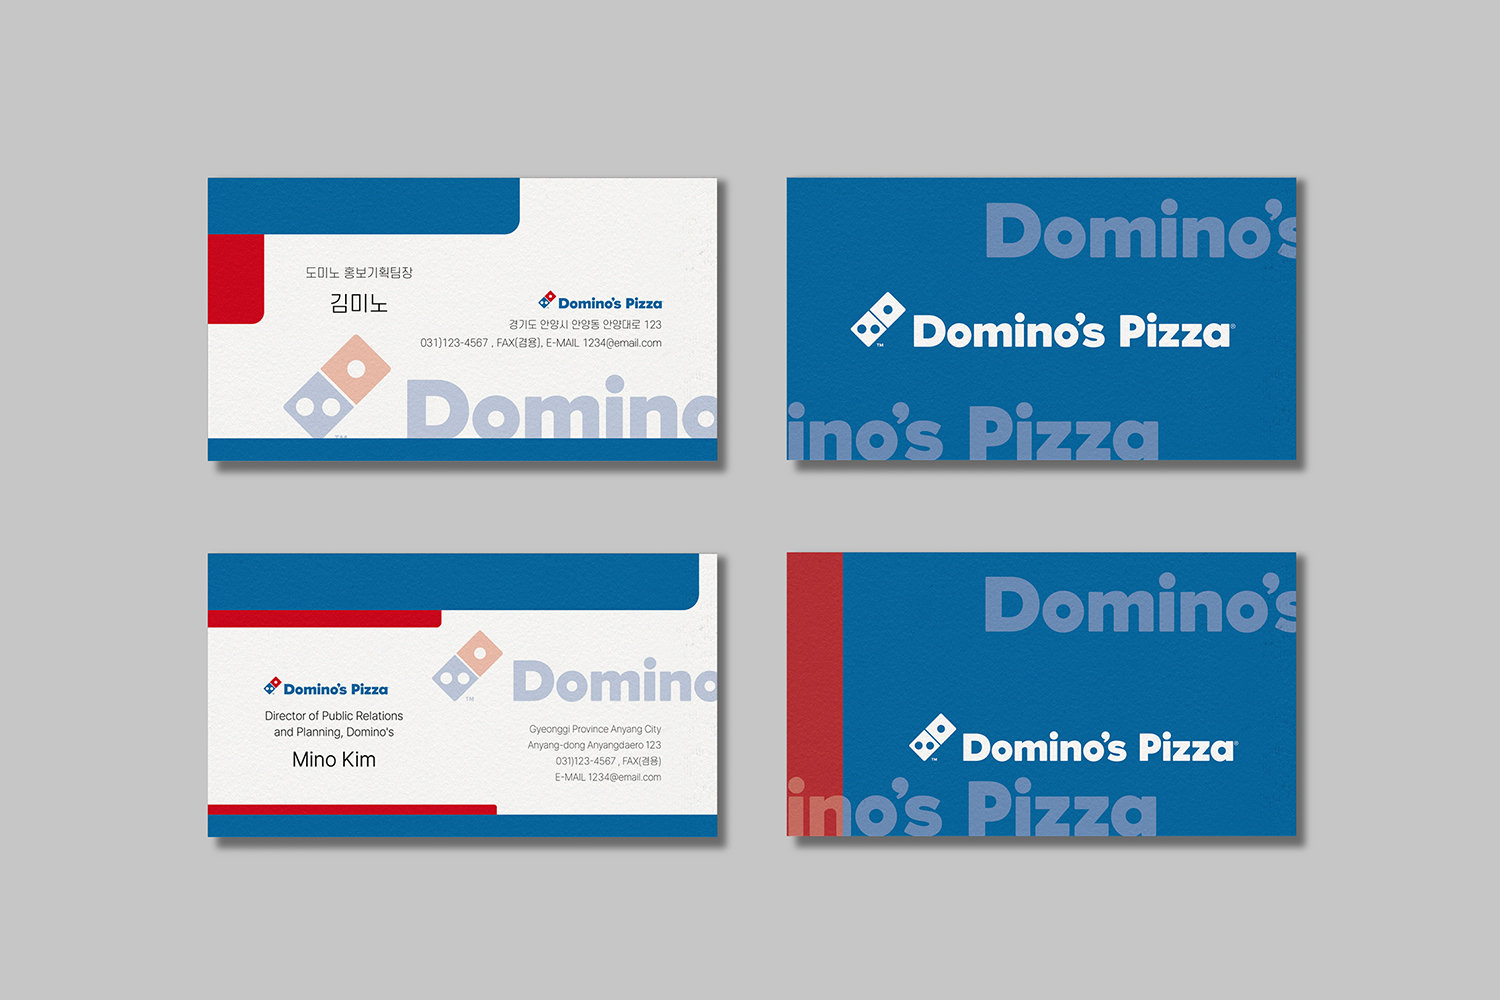 도미노 홍보기획팀장
김미노
Domino's Pizza
경기도 안양시 안양동 안양대로 123
031)123-4567 , FAX(겸용), E-MAIL 1234@email.com
TM
Domino
Domino's
TM Domino's Pizza®
ino's Pizza
TM
Domino
Domino's Pizza
Director of Public Relations
and Planning, Domino's
Mino Kim
Gyeonggi Province Anyang City
Anyang-dong Anyangdaero 123
031)123-4567 , FAX(겸용)
E-MAIL 1234@email.com
Domino's
TM Domino's Pizza®
ino's Pizza